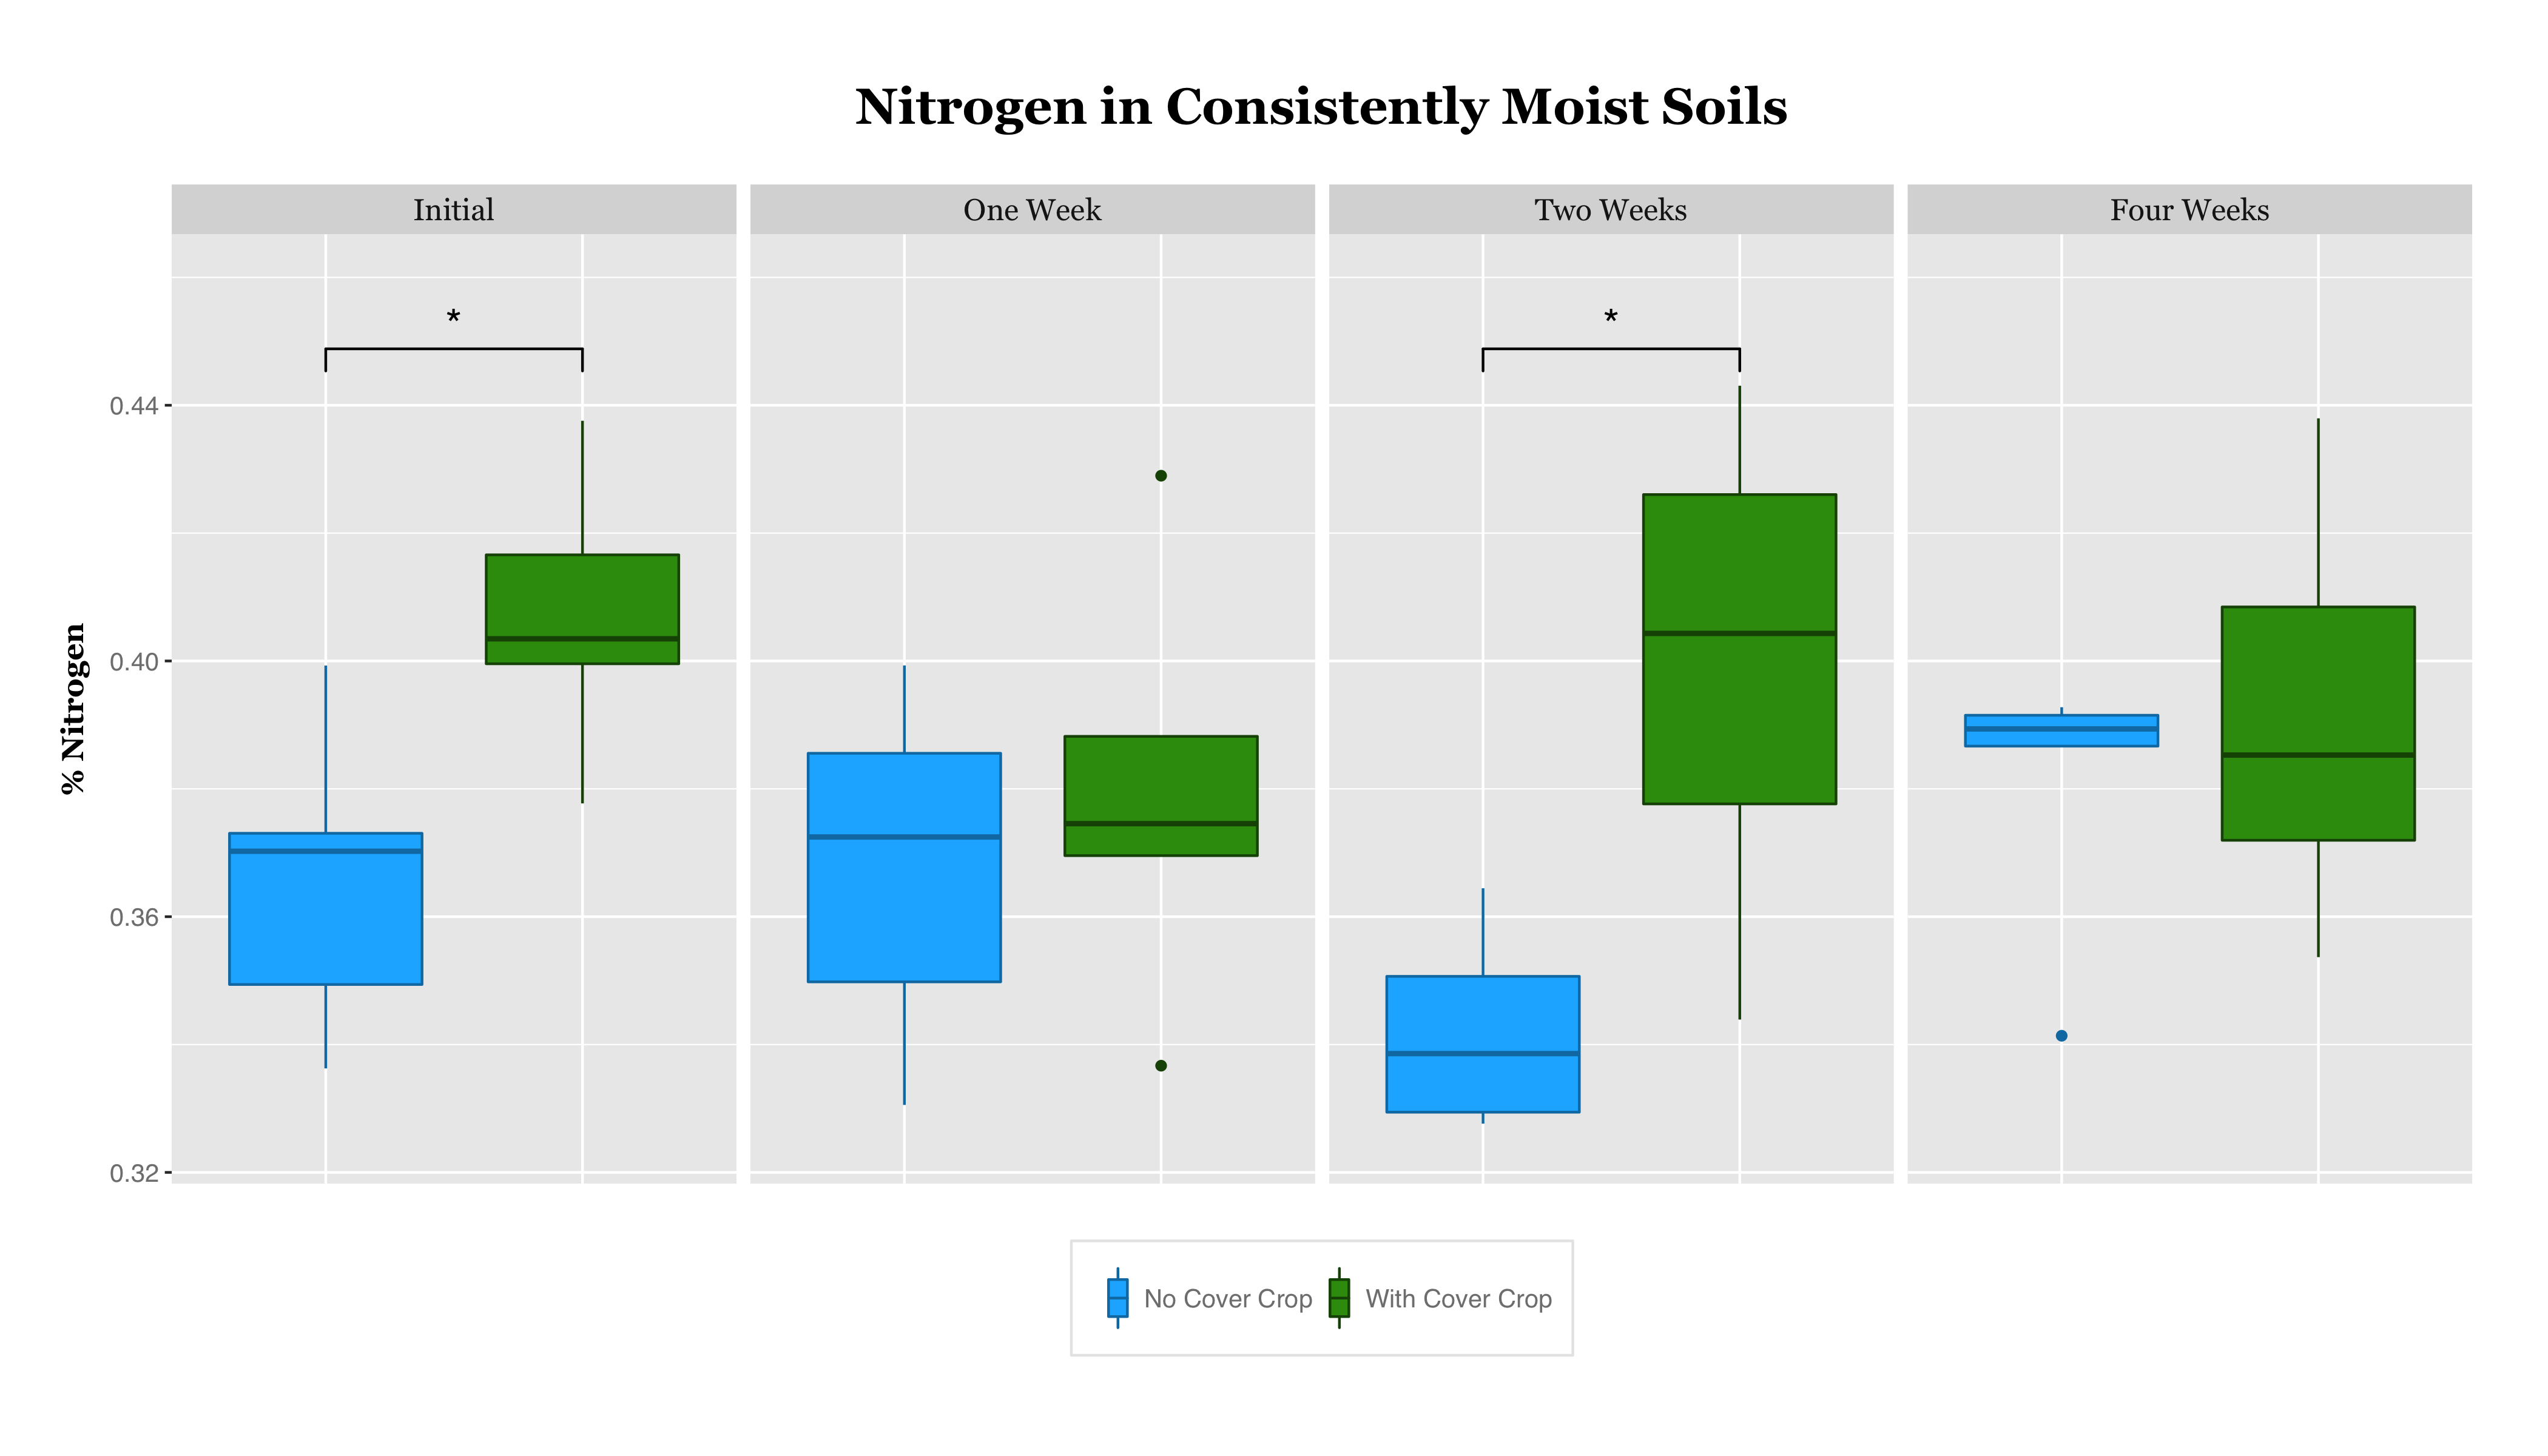 Nitrogen in Consistently Moist Soils
Initial
One Week
Two Weeks
Four Weeks
*
*
% Nitrogen
0.44
0.40
0.36
0.32
No Cover Crop
With Cover Crop